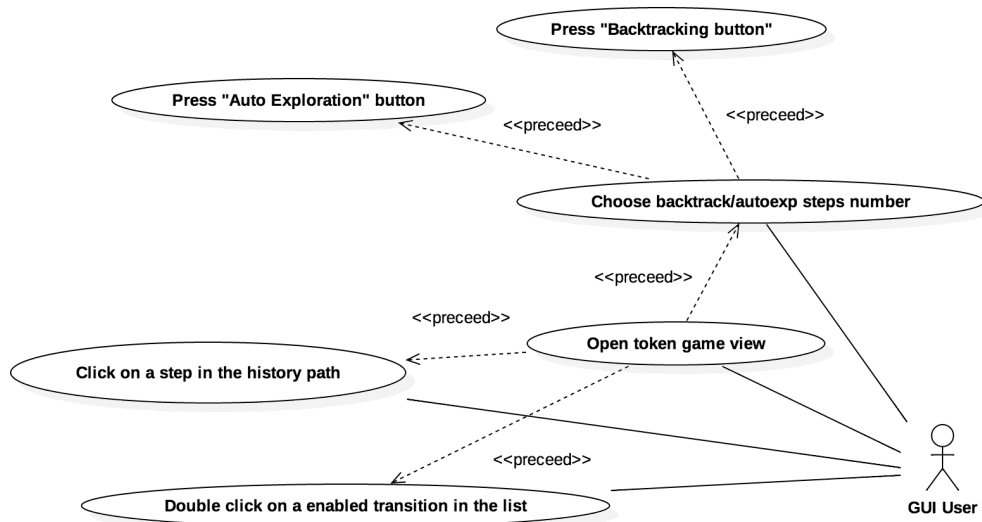 Press "Backtracking button"
Press "Auto Exploration" button
<<preceed>>
<<preceed>>
Choose backtrack/autoexp steps number
<<preceed>>
<<preceed>>
Open token game view
Click on a step in the history path
<<preceed>>
Double click on a enabled transition in the list
GUI User